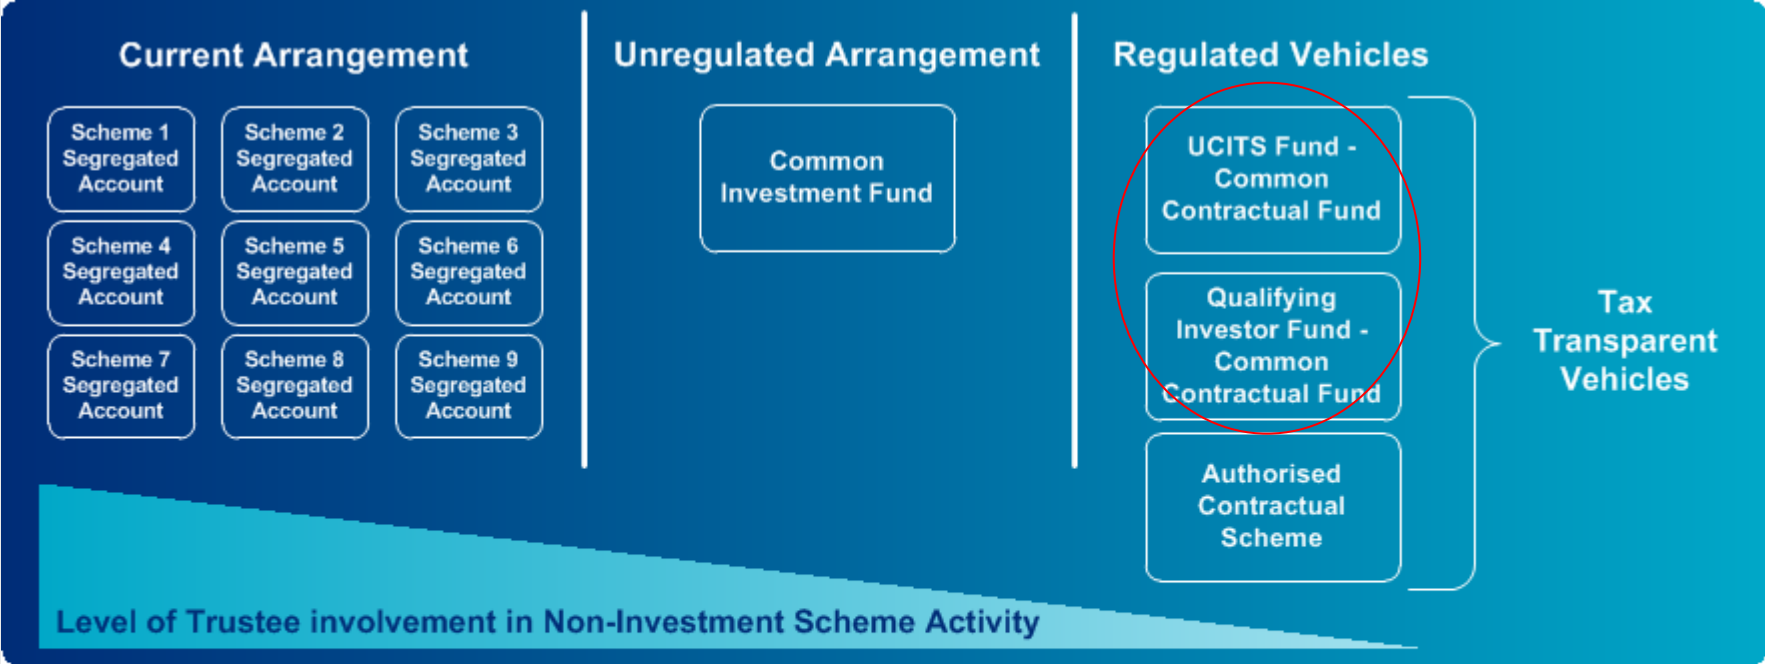 Current Arrangement
Scheme 1
Segregated
Account
Scheme 2
Segregated
Account
Scheme 3
Segregated
Account
Scheme 4
Segregated
Account
Scheme 5
Segregated
Account
Scheme 6
Segregated
Account
Scheme 7
Segregated
Account
Scheme 8
Segregated
Account
Scheme 9
Segregated
Account
Unregulated Arrangement
Common
Investment Fund
Regulated Vehicles
UCITS Fund -
Common
Contractual Fund
Qualifying
Investor Fund -
Common
Contractual Fund
Authorised
Contractual
Scheme
Tax
Transparent
Vehicles
Level of Trustee involvement in Non-Investment Scheme Activity